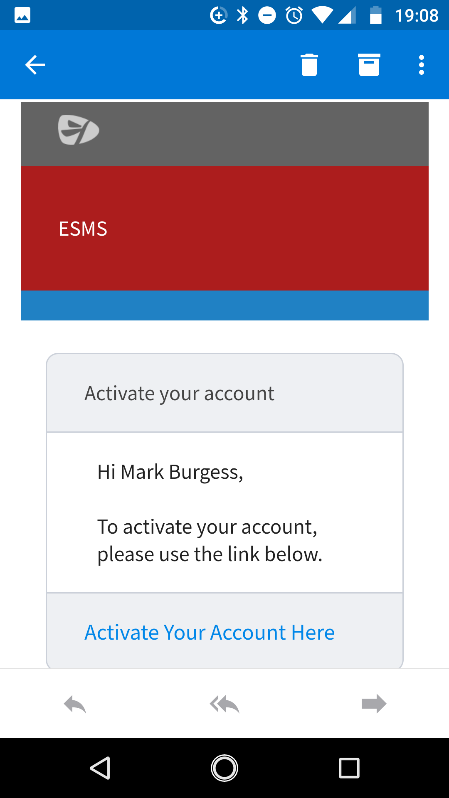 19:08
ESMS
Activate your account
Hi Mark Burgess,
To activate your account,
please use the link below.
Activate Your Account Here